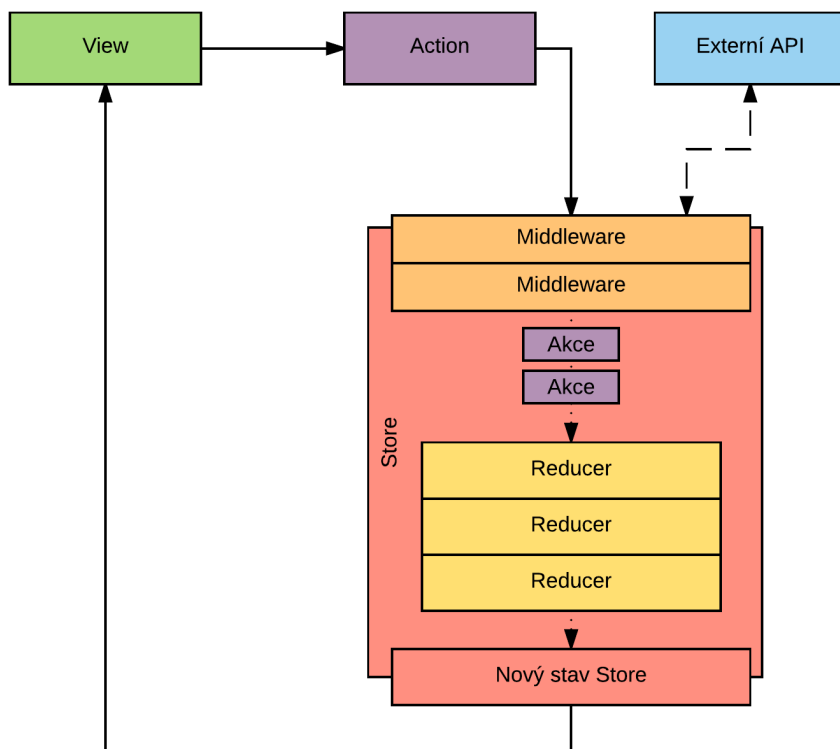 View
Action
Externí API
Middleware
Middleware
Akce
Akce
Store
Reducer
Reducer
Reducer
Nový stav Store